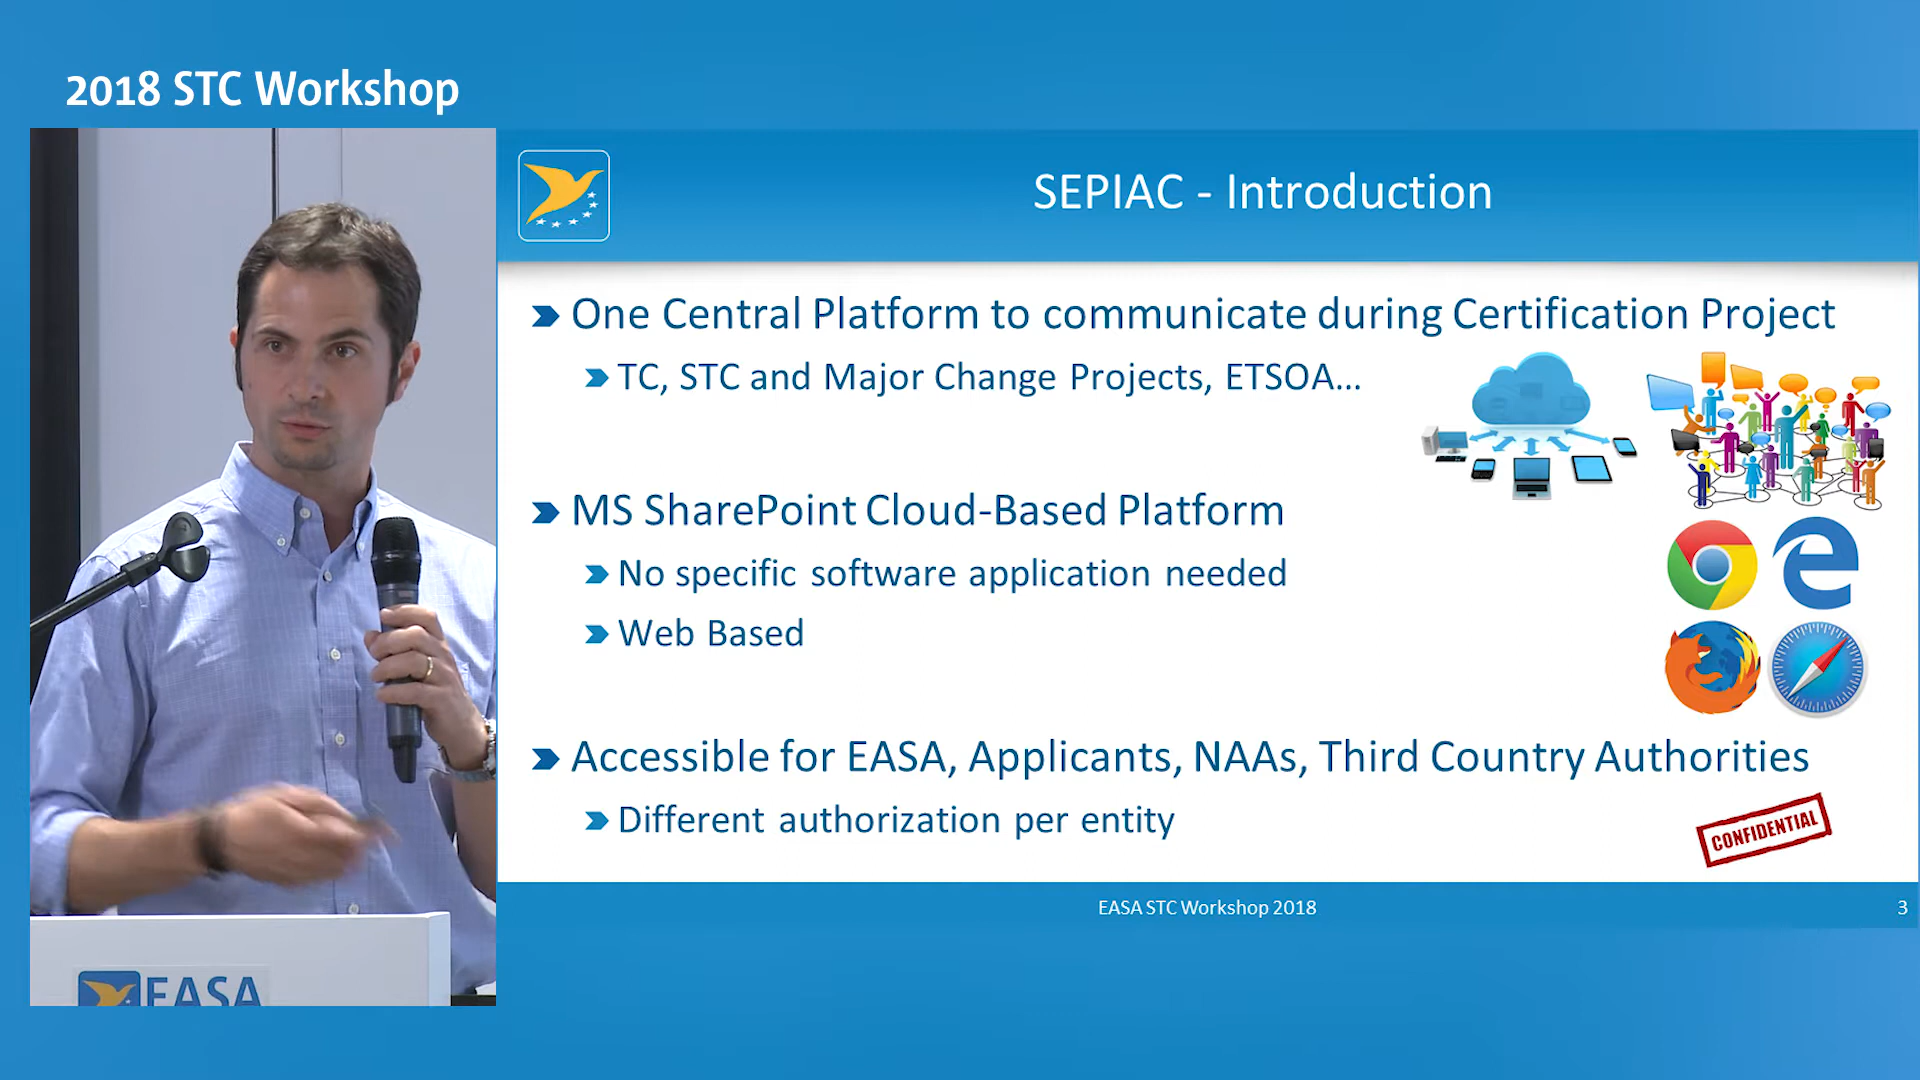 2018 STC Workshop
SEPIAC - Introduction
One Central Platform to communicate during Certification Project
TC, STC and Major Change Projects, ETSOA...
MS SharePoint Cloud-Based Platform
No specific software application needed
Web Based
Accessible for EASA, Applicants, NAAs, Third Country Authorities
Different authorization per entity
CONFIDENTIAL
EASA STC Workshop 2018
3
EASA